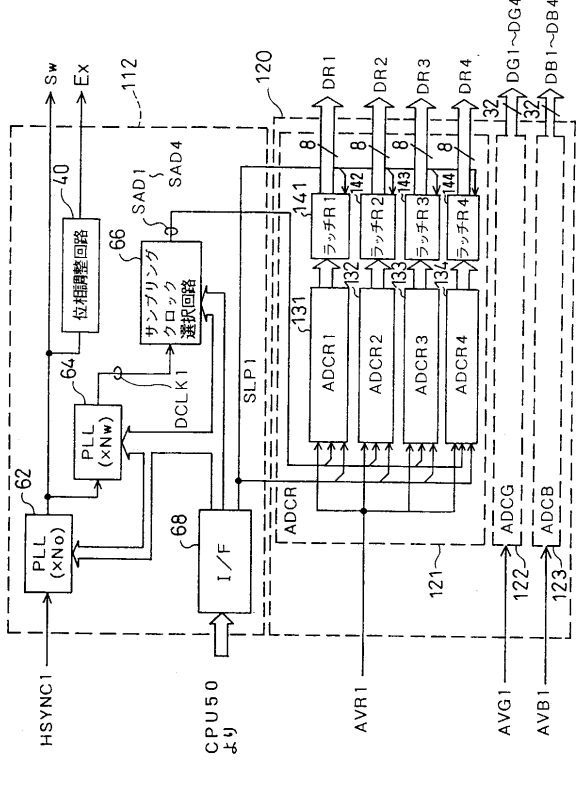 HSYNC1
62
PLL
(×No)
64
PLL
(×Nw)
40
位相調整回路
Sw
Ex
112
DCLK1
66
サンプリング
クロック
選択回路
SAD1
SAD4
CPU50
より
68
I/F
SLP1
120
ADCR
131
ADCR1
132
ADCR2
133
ADCR3
134
ADCR4
141
ラッチR1
142
ラッチR2
143
ラッチR3
144
ラッチR4
8
8
8
8
DR1
DR2
DR3
DR4
AVR1
121
AVG1
ADCG
122
32
DG1~DG4
AVB1
ADCB
123
32
DB1~DB4